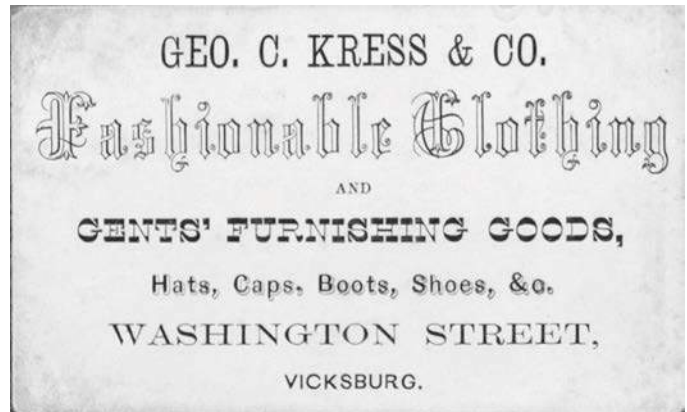 GEO. C. KRESS & CO.
Fashionable Clothing
AND
GENTS' FURNISHING GOODS,
Hats, Caps, Boots, Shoes, &c.
WASHINGTON STREET,
VICKSBURG.